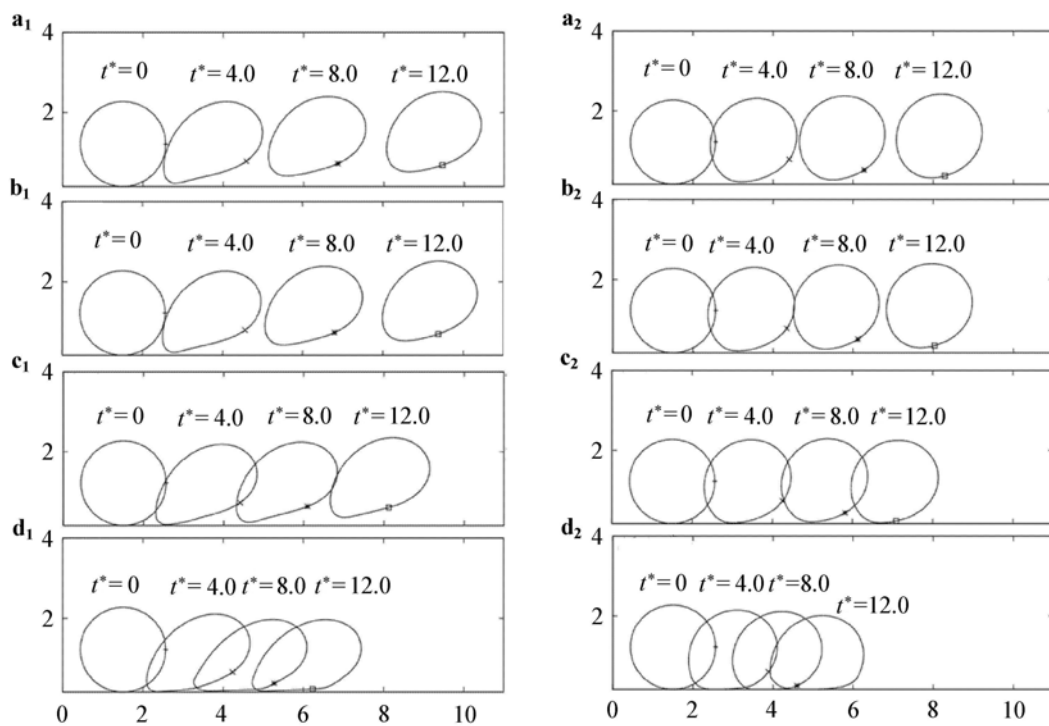 a₁
4
t*= 0 t*= 4.0 t*= 8.0 t*= 12.0
2
b₁
4
t*= 0 t*= 4.0 t*= 8.0 t*= 12.0
2
c₁
4
t*= 0 t*= 4.0 t*= 8.0 t*= 12.0
2
d₁
4
t*= 0 t*= 4.0 t*= 8.0 t*= 12.0
2
0 2 4 6 8 10
a₂
4
t*= 0 t*= 4.0 t*= 8.0 t*= 12.0
2
b₂
4
t*= 0 t*= 4.0 t*= 8.0 t*= 12.0
2
c₂
4
t*= 0 t*= 4.0 t*= 8.0 t*= 12.0
2
d₂
4
t*= 0 t*= 4.0 t*= 8.0
t*= 12.0
2
0 2 4 6 8 10